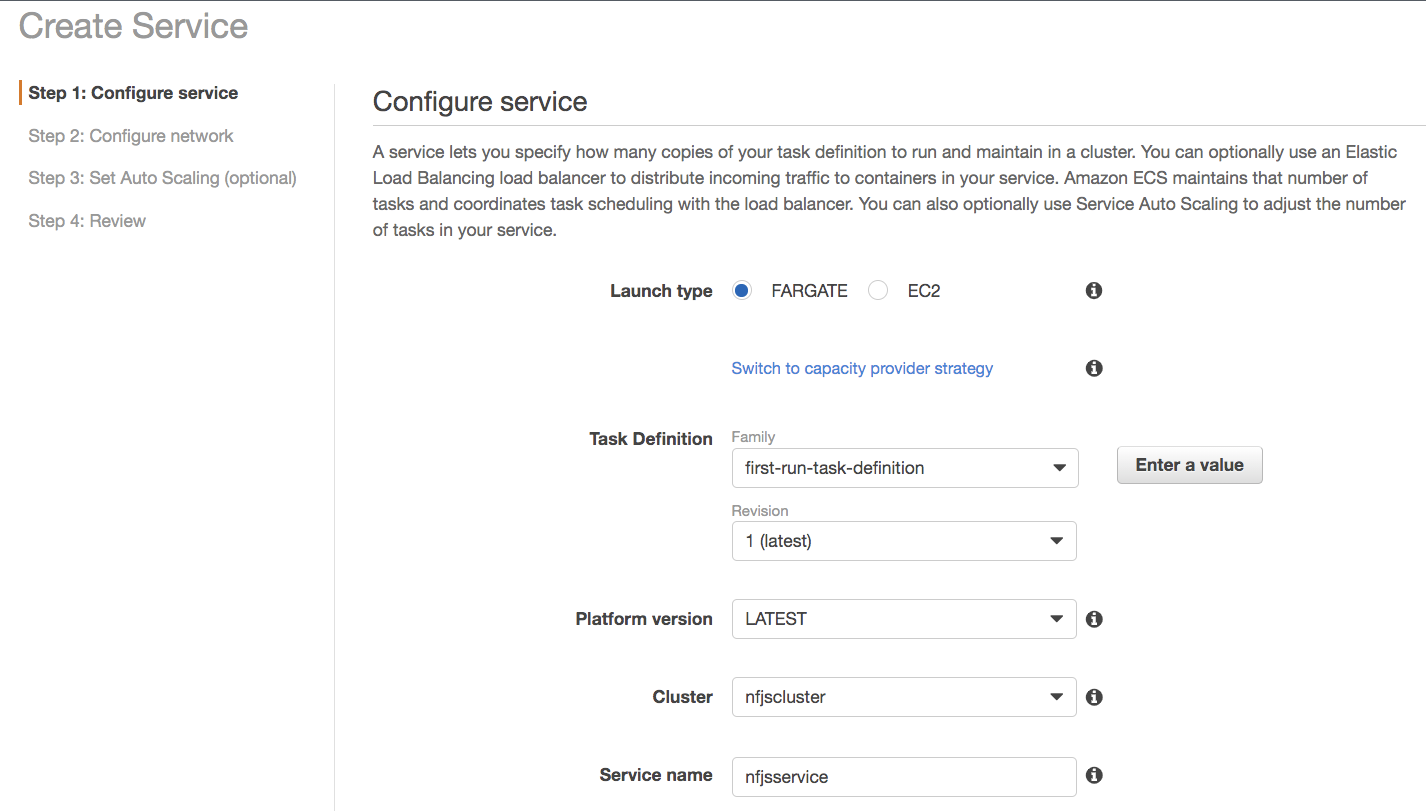 Create Service
Step 1: Configure service
Step 2: Configure network
Step 3: Set Auto Scaling (optional)
Step 4: Review
Configure service
A service lets you specify how many copies of your task definition to run and maintain in a cluster. You can optionally use an Elastic
Load Balancing load balancer to distribute incoming traffic to containers in your service. Amazon ECS maintains that number of
tasks and coordinates task scheduling with the load balancer. You can also optionally use Service Auto Scaling to adjust the number
of tasks in your service.
Launch type FARGATE EC2
Switch to capacity provider strategy
Task Definition Family
first-run-task-definition Enter a value
Revision
1 (latest)
Platform version LATEST
Cluster nfjscluster
Service name nfjsservice